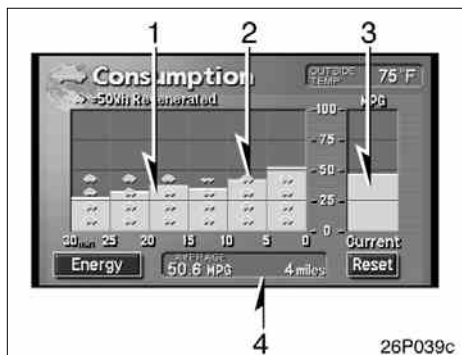 1 2 3
Consumption
OUTSIDE TEMP 75°F
=50Wh Regenerated
MPG
100
75
50
25
0
30min 25 20 15 10 5 0
Current
Energy
AVERAGE
50.6 MPG 4 miles
Reset
4
26P039c